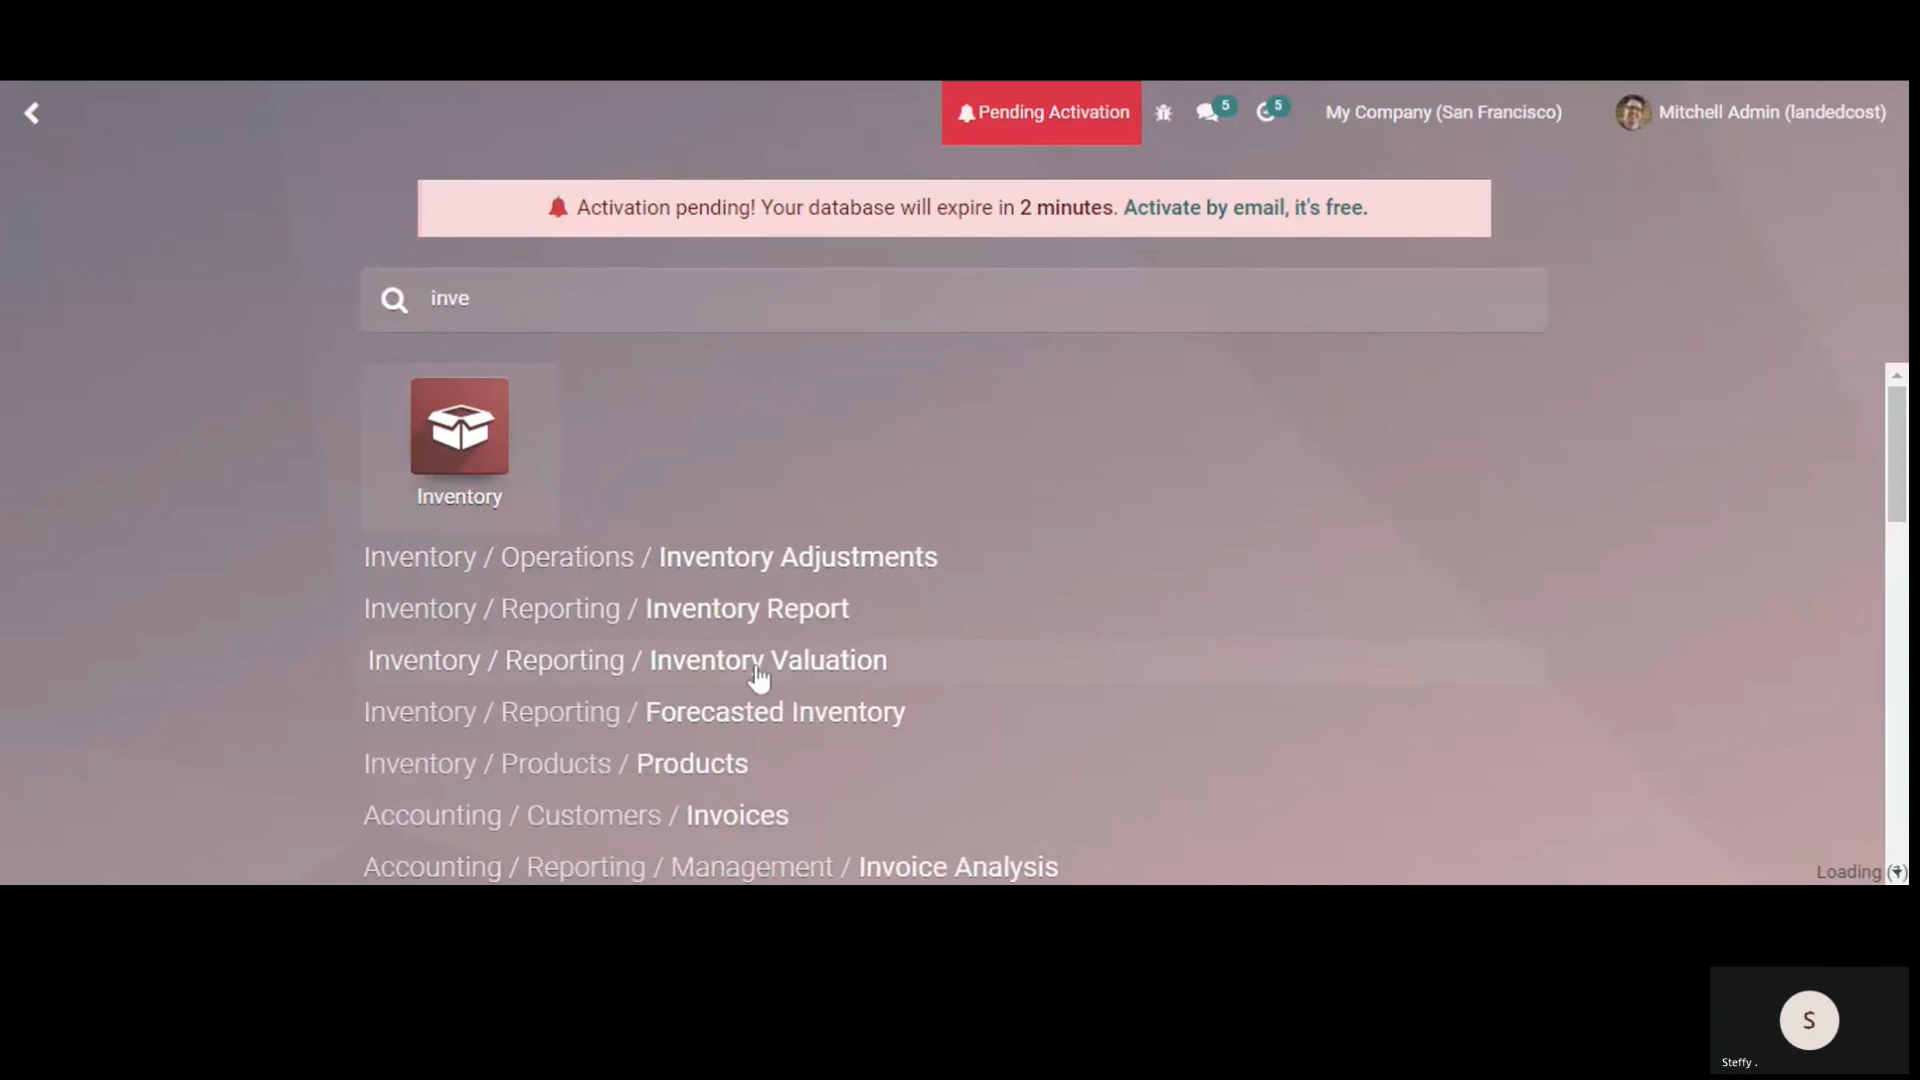 Pending Activation 5 5 My Company (San Francisco) Mitchell Admin (landedcost)
Activation pending! Your database will expire in 2 minutes. Activate by email, it's free.
inve
Inventory
Inventory / Operations / Inventory Adjustments
Inventory / Reporting / Inventory Report
Inventory / Reporting / Inventory Valuation
Inventory / Reporting / Forecasted Inventory
Inventory / Products / Products
Accounting / Customers / Invoices
Accounting / Reporting / Management / Invoice Analysis
Loading
S
Steffy .